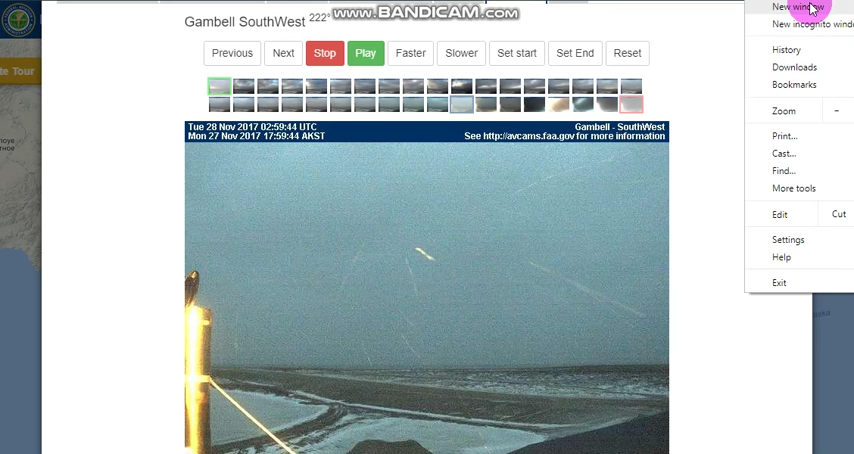 www.BANDICAM.com
Gambell SouthWest 222°
te Tour
Previous Next Stop Play Faster Slower Set start Set End Reset
Tue 28 Nov 2017 02:59:44 UTC
Mon 27 Nov 2017 17:59:44 AKST
Gambell - SouthWest
See http://avcams.faa.gov for more information
New window
New incognito windo
History
Downloads
Bookmarks
Zoom -
Print...
Cast...
Find...
More tools
Edit Cut
Settings
Help
Exit